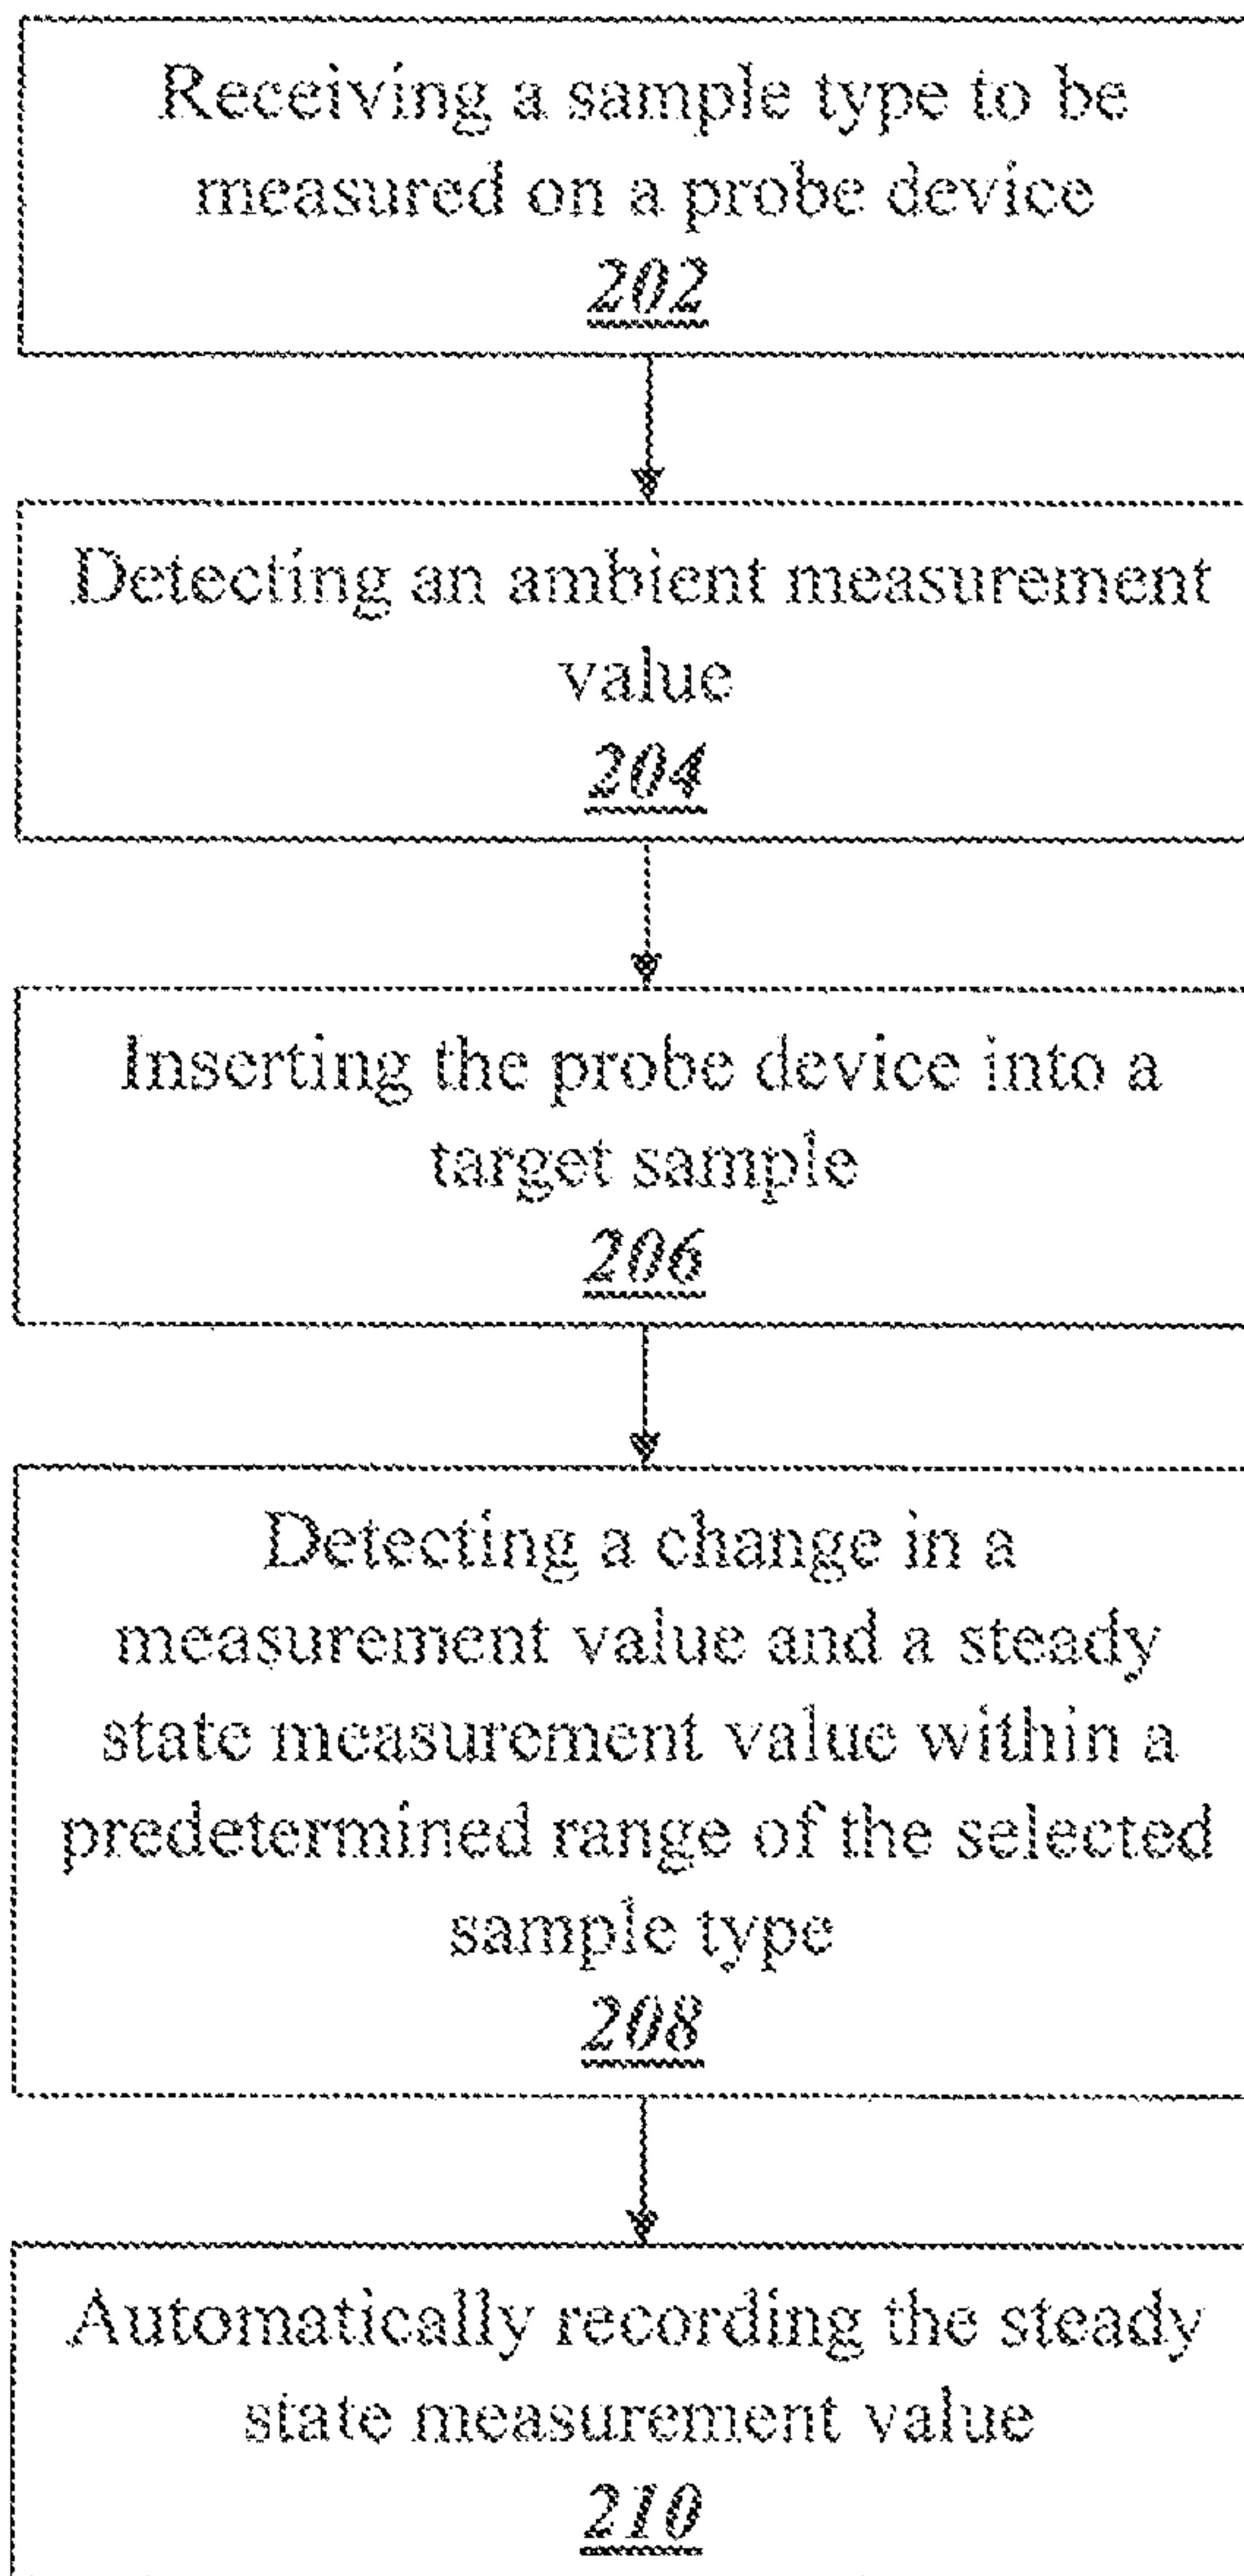 Receiving a sample type to be
measured on a probe device
202
Detecting an ambient measurement
value
204
Inserting the probe device into a
target sample
206
Detecting a change in a
measurement value and a steady
state measurement value within a
predetermined range of the selected
sample type
208
Automatically recording the steady
state measurement value
210